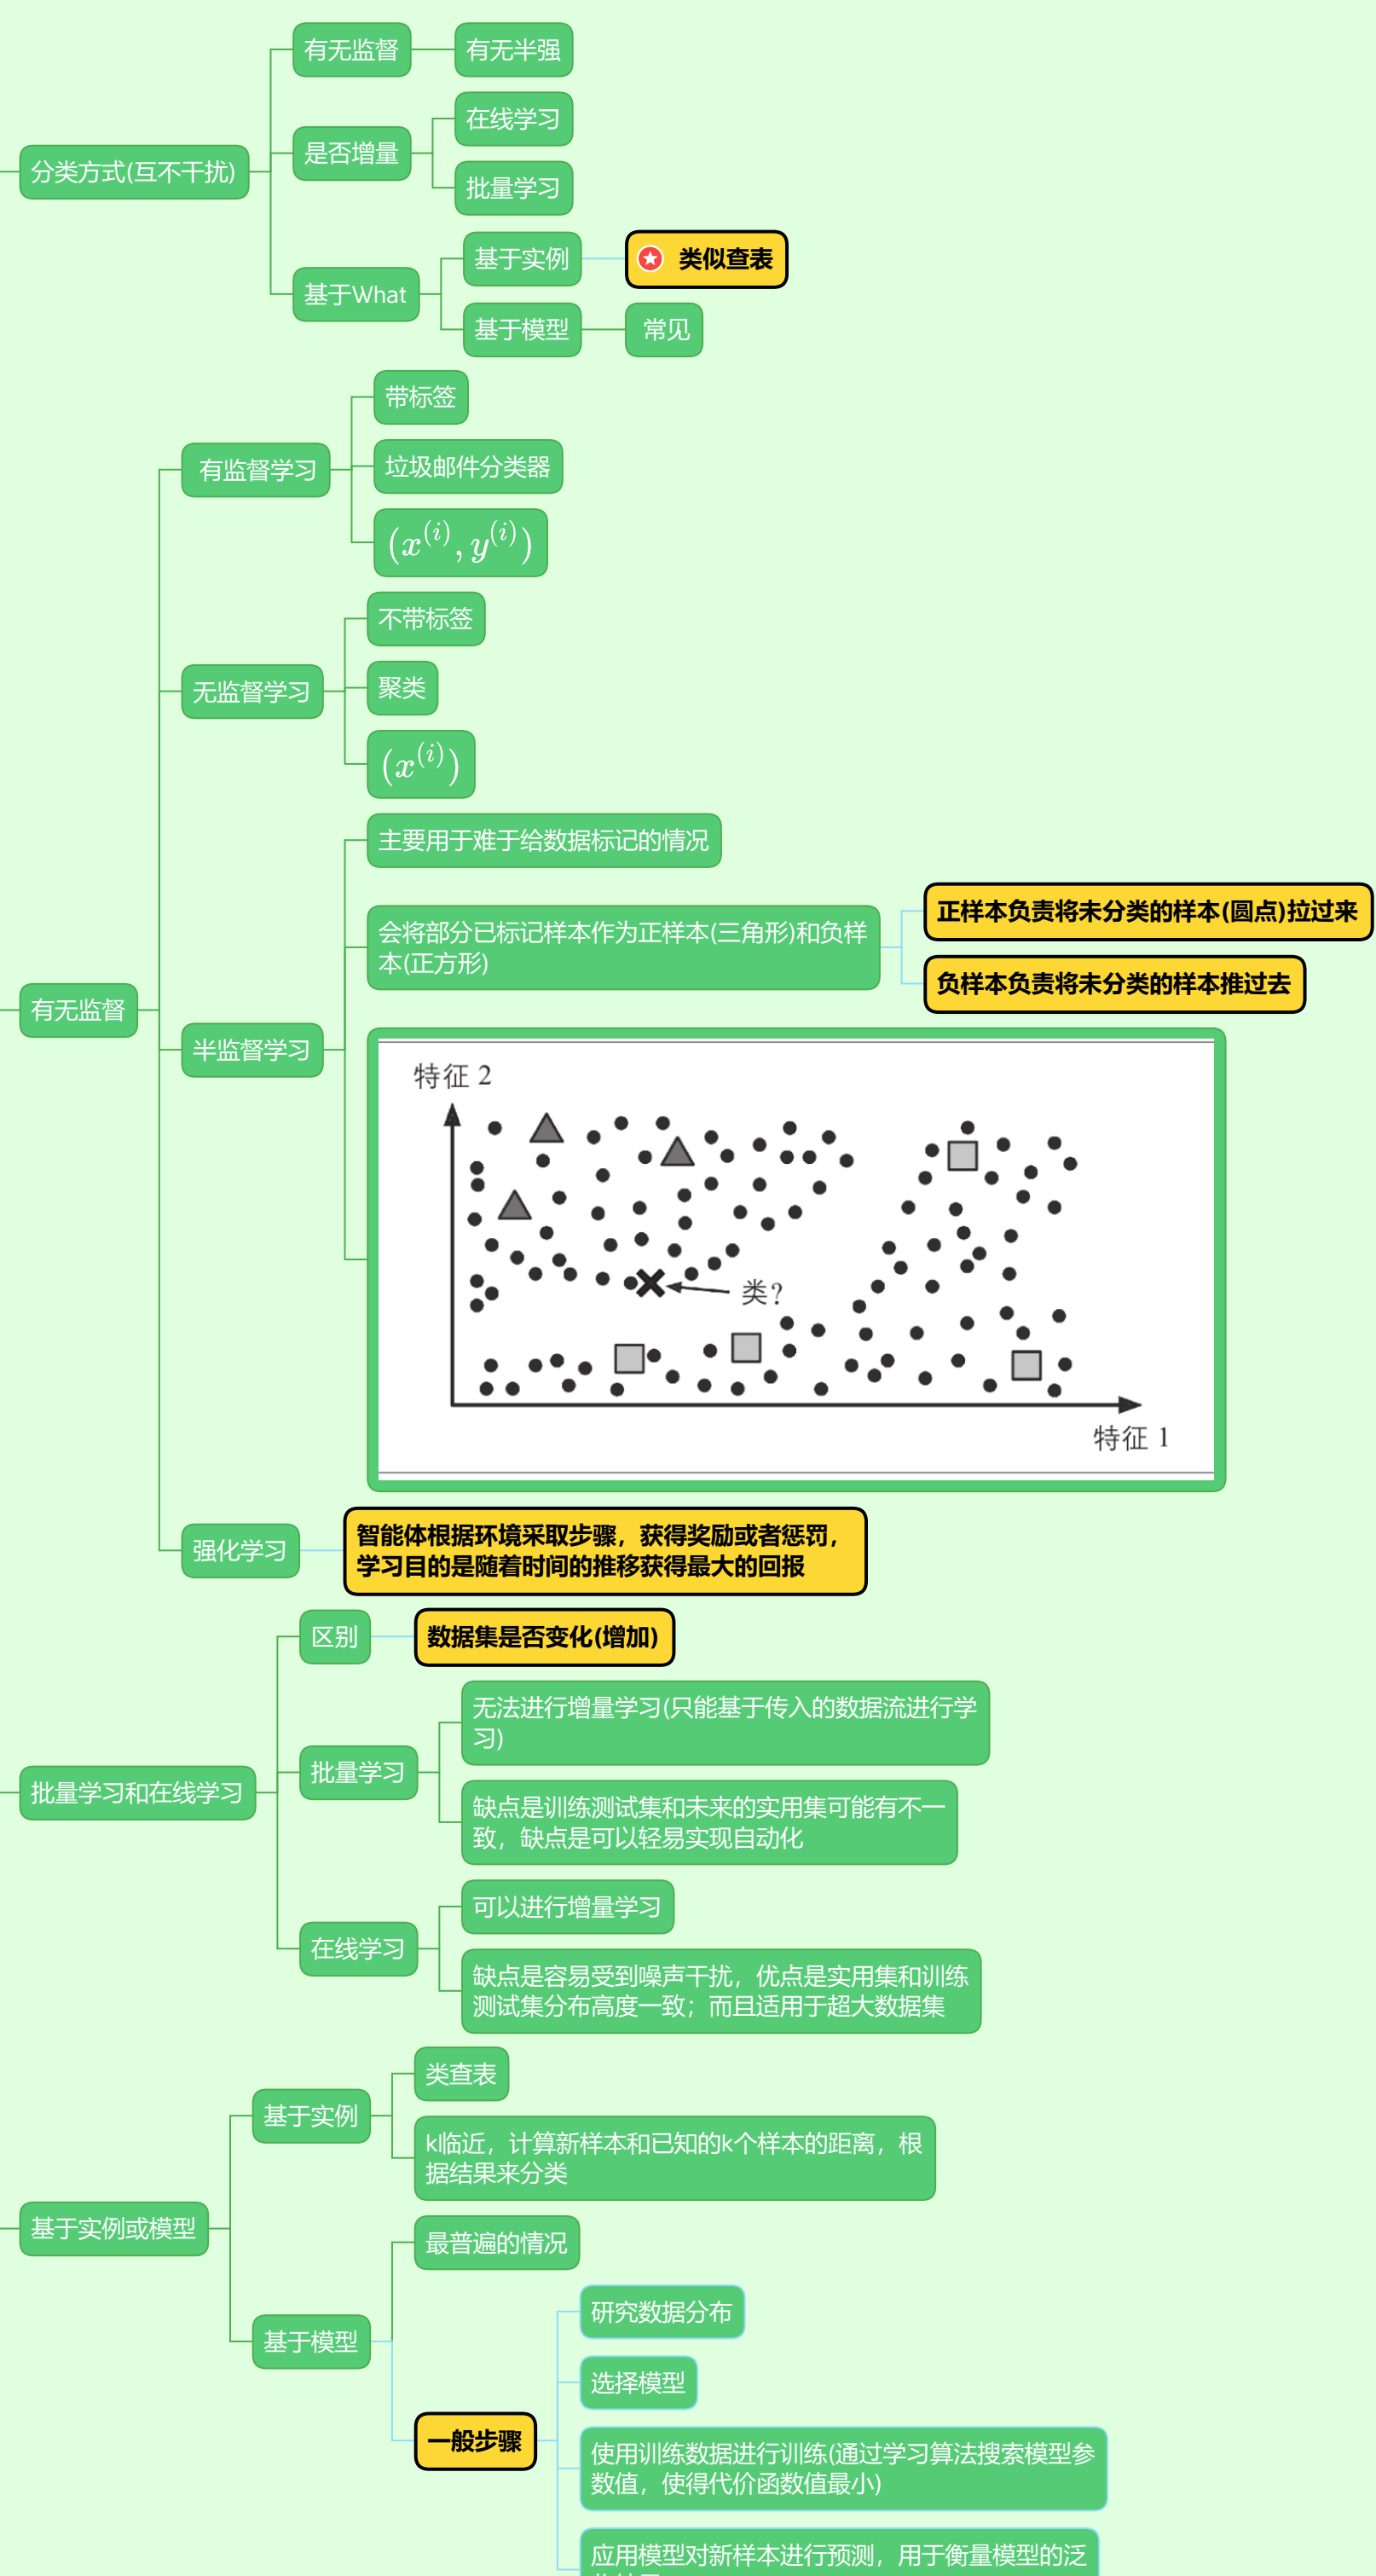 分类方式(互不干扰)
有无监督
有无半强
是否增量
在线学习
批量学习
基于What
基于实例
类似查表
基于模型
常见
有无监督
有监督学习
带标签
垃圾邮件分类器
(x^(i), y^(i))
无监督学习
不带标签
聚类
(x^(i))
半监督学习
主要用于难于给数据标记的情况
会将部分已标记样本作为正样本(三角形)和负样
本(正方形)
正样本负责将未分类的样本(圆点)拉过来
负样本负责将未分类的样本推过去
特征 2
类?
特征 1
强化学习
智能体根据环境采取步骤，获得奖励或者惩罚，
学习目的是随着时间的推移获得最大的回报
批量学习和在线学习
区别
数据集是否变化(增加)
批量学习
无法进行增量学习(只能基于传入的数据流进行学
习)
缺点是训练测试集和未来的实用集可能有不一
致，缺点是可以轻易实现自动化
在线学习
可以进行增量学习
缺点是容易受到噪声干扰，优点是实用集和训练
测试集分布高度一致；而且适用于超大数据集
基于实例或模型
基于实例
类查表
k临近，计算新样本和已知的k个样本的距离，根
据结果来分类
基于模型
最普遍的情况
一般步骤
研究数据分布
选择模型
使用训练数据进行训练(通过学习算法搜索模型参
数值，使得代价函数值最小)
应用模型对新样本进行预测，用于衡量模型的泛